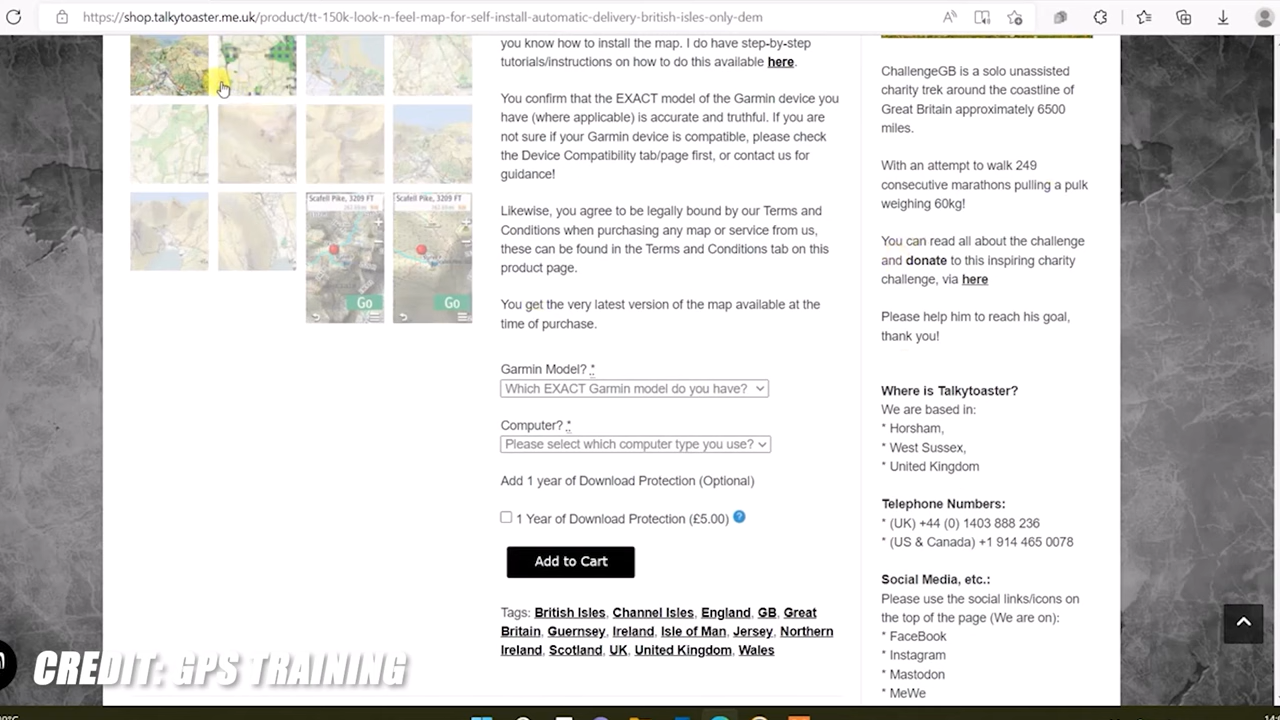 https://shop.talkytoaster.me.uk/product/tt-150k-look-n-feel-map-for-self-install-automatic-delivery-british-isles-only-dem
you know how to install the map. I do have step-by-step
tutorials/instructions on how to do this available here.
You confirm that the EXACT model of the Garmin device you
have (where applicable) is accurate and truthful. If you are
not sure if your Garmin device is compatible, please check
the Device Compatibility tab/page first, or contact us for
guidance!
Likewise, you agree to be legally bound by our Terms and
Conditions when purchasing any map or service from us,
these can be found in the Terms and Conditions tab on this
product page.
You get the very latest version of the map available at the
time of purchase.
Garmin Model? *
Which EXACT Garmin model do you have?
Computer? *
Please select which computer type you use?
Add 1 year of Download Protection (Optional)
1 Year of Download Protection (£5.00) ?
Add to Cart
Tags: British Isles, Channel Isles, England, GB, Great
Britain, Guernsey, Ireland, Isle of Man, Jersey, Northern
Ireland, Scotland, UK, United Kingdom, Wales
Scafell Pike, 3209 FT
Go
Scafell Pike, 3209 FT
Go
ChallengeGB is a solo unassisted
charity trek around the coastline of
Great Britain approximately 6500
miles.
With an attempt to walk 249
consecutive marathons pulling a pulk
weighing 60kg!
You can read all about the challenge
and donate to this inspiring charity
challenge, via here
Please help him to reach his goal,
thank you!
Where is Talkytoaster?
We are based in:
* Horsham,
* West Sussex,
* United Kingdom
Telephone Numbers:
* (UK) +44 (0) 1403 888 236
* (US & Canada) +1 914 465 0078
Social Media, etc.:
Please use the social links/icons on
the top of the page (We are on):
* FaceBook
* Instagram
* Mastodon
* MeWe
CREDIT: GPS TRAINING